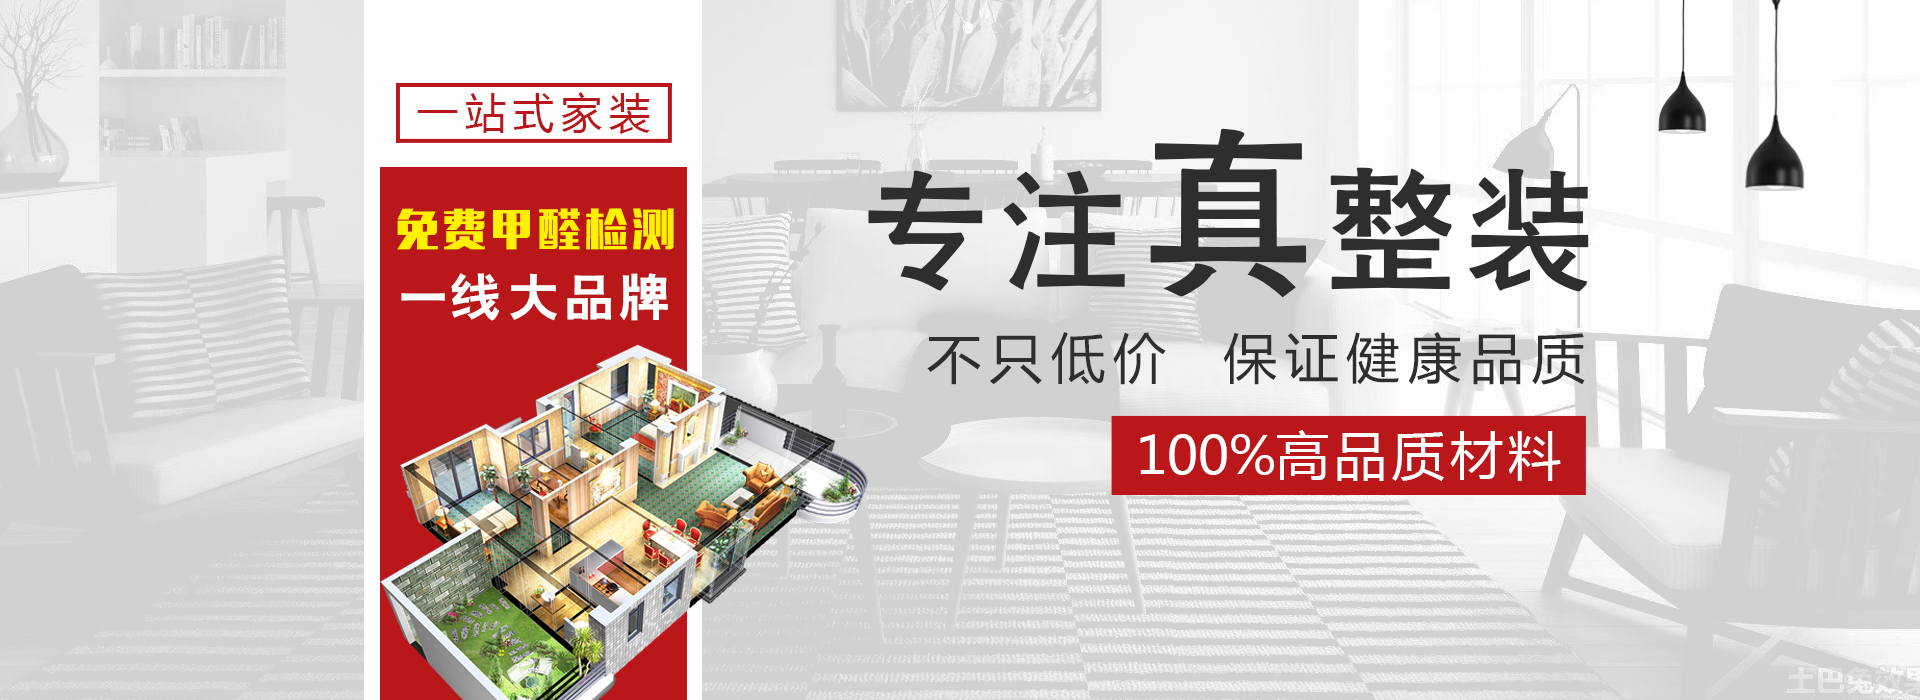 一站式家装
免费甲醛检测
一线大品牌
专注真整装
不只低价 保证健康品质
100%高品质材料